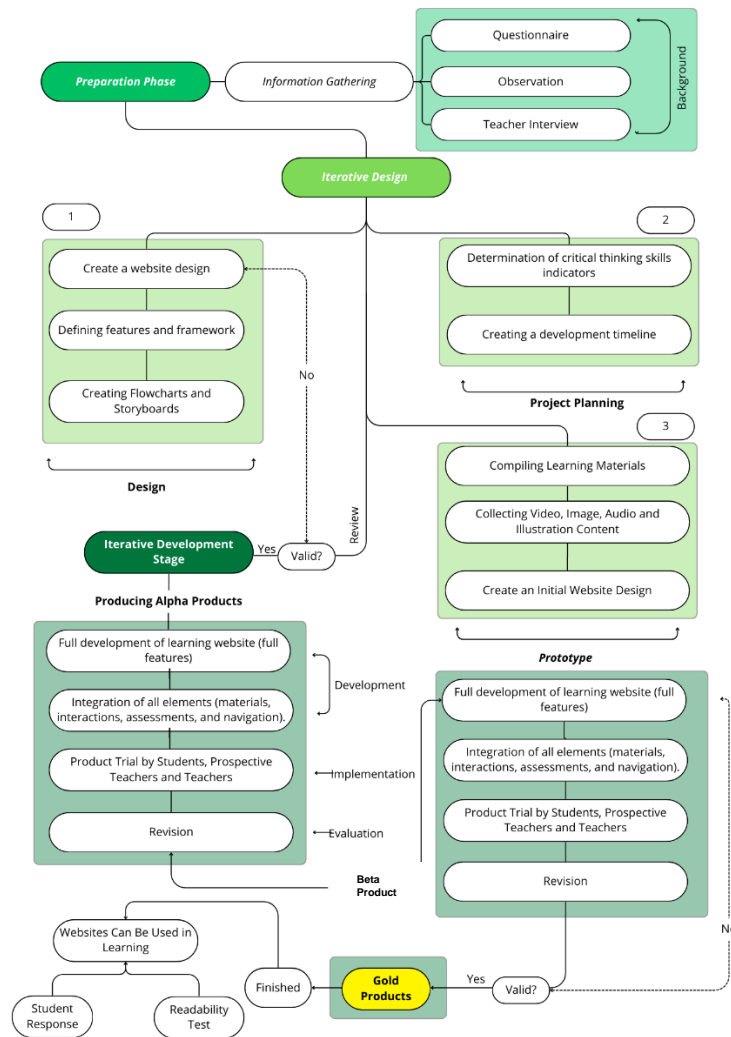 Questionnaire
Preparation Phase
Information Gathering
Observation
Background
Teacher Interview
Iterative Design
1
Create a website design
Defining features and framework
Creating Flowcharts and
Storyboards
Design
No
2
Determination of critical thinking skills
indicators
Creating a development timeline
Project Planning
3
Compiling Learning Materials
Collecting Video, Image, Audio and
Illustration Content
Create an Initial Website Design
Prototype
Review
Valid?
Yes
Iterative Development
Stage
Producing Alpha Products
Full development of learning website (full
features)
Development
Integration of all elements (materials,
interactions, assessments, and navigation).
Product Trial by Students, Prospective
Teachers and Teachers
Implementation
Revision
Evaluation
Beta
Product
Full development of learning website (full
features)
Integration of all elements (materials,
interactions, assessments, and navigation).
Product Trial by Students, Prospective
Teachers and Teachers
Revision
No
Valid?
Yes
Gold
Products
Finished
Websites Can Be Used in
Learning
Student
Response
Readability
Test